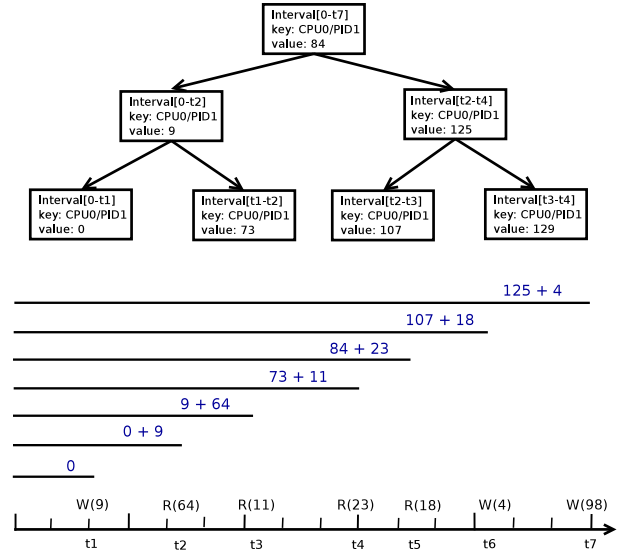 Interval[0-t7]
key: CPU0/PID1
value: 84
Interval[0-t2]
key: CPU0/PID1
value: 9
Interval[t2-t4]
key: CPU0/PID1
value: 125
Interval[0-t1]
key: CPU0/PID1
value: 0
Interval[t1-t2]
key: CPU0/PID1
value: 73
Interval[t2-t3]
key: CPU0/PID1
value: 107
Interval[t3-t4]
key: CPU0/PID1
value: 129
125 + 4
107 + 18
84 + 23
73 + 11
9 + 64
0 + 9
0
W(9) R(64) R(11) R(23) R(18) W(4) W(98)
t1 t2 t3 t4 t5 t6 t7